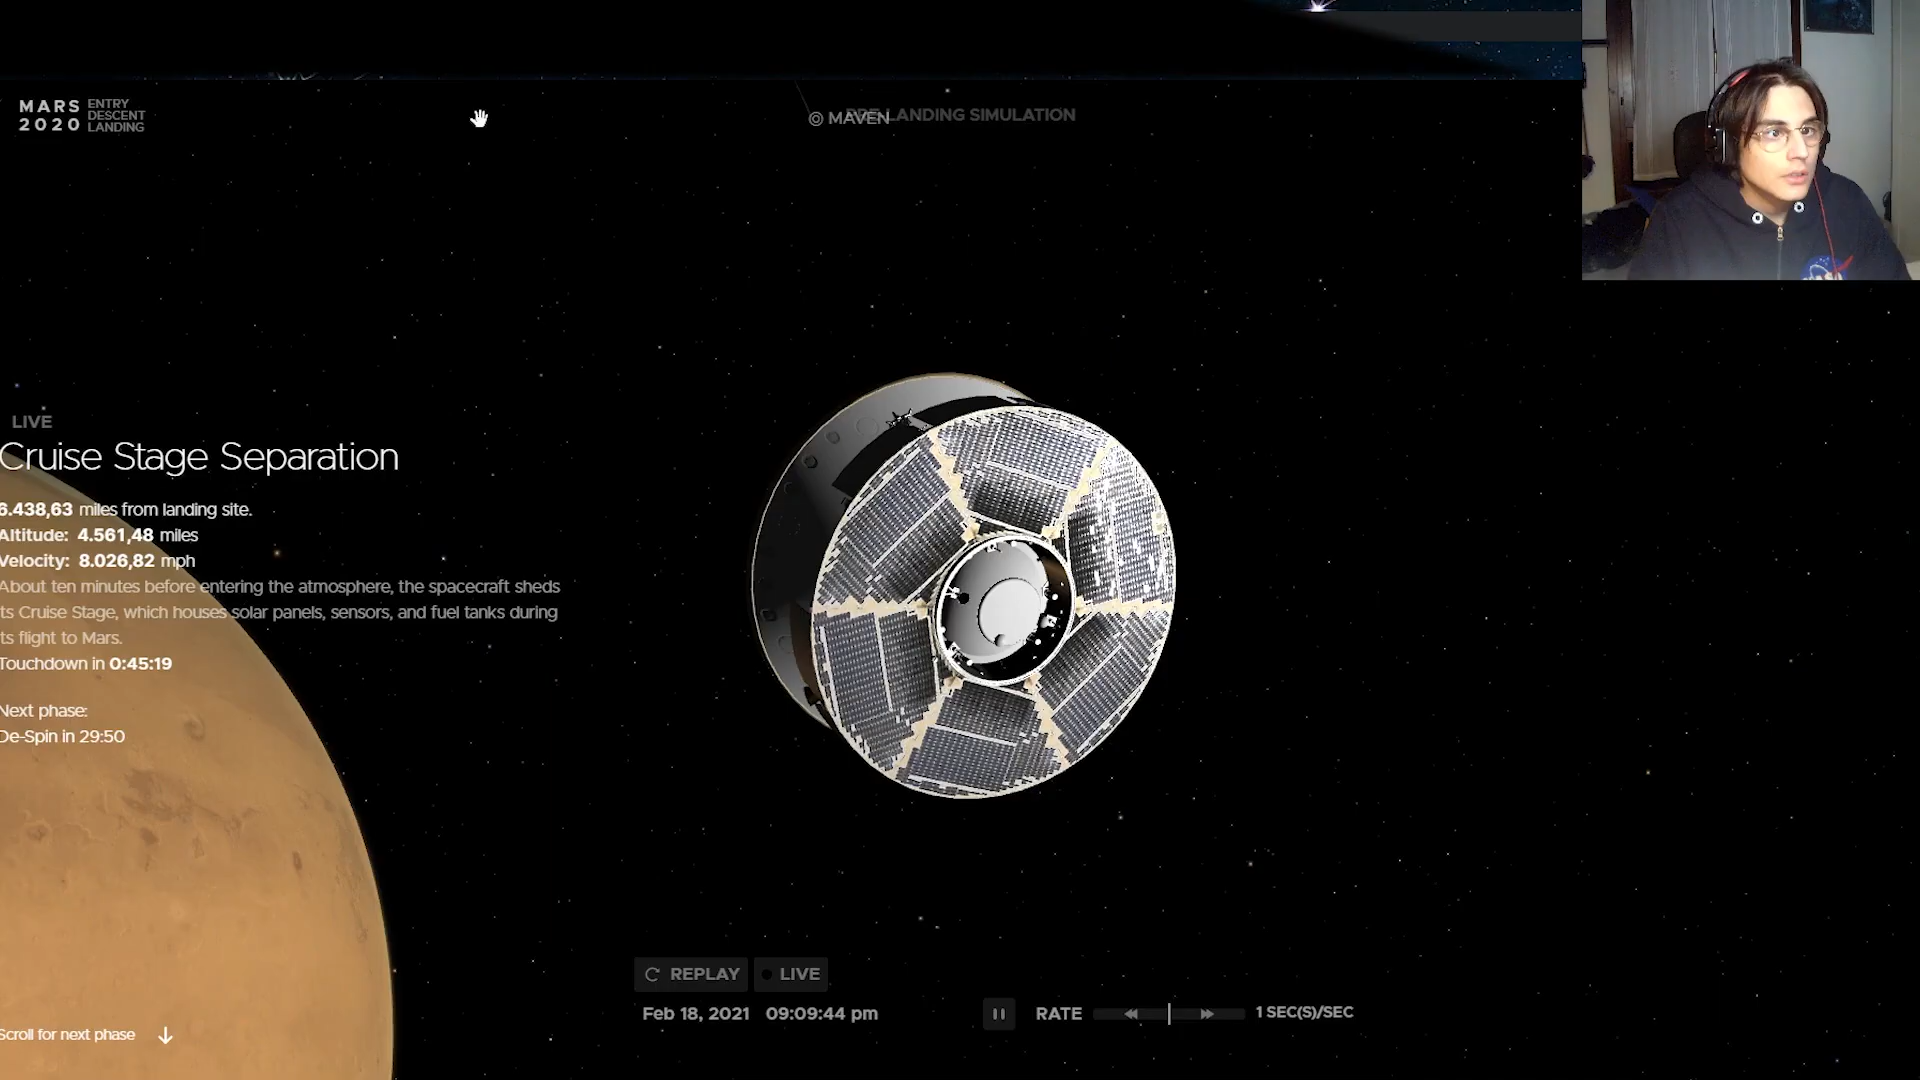 MARS 2020 ENTRY DESCENT LANDING
MAVEN
LANDING SIMULATION
LIVE
Cruise Stage Separation
6.438,63 miles from landing site.
Altitude: 4.561,48 miles
Velocity: 8.026,82 mph
About ten minutes before entering the atmosphere, the spacecraft sheds
ts Cruise Stage, which houses solar panels, sensors, and fuel tanks during
ts flight to Mars.
Touchdown in 0:45:19
Next phase:
De-Spin in 29:50
Scroll for next phase
REPLAY LIVE
Feb 18, 2021 09:09:44 pm
RATE
1 SEC(S)/SEC